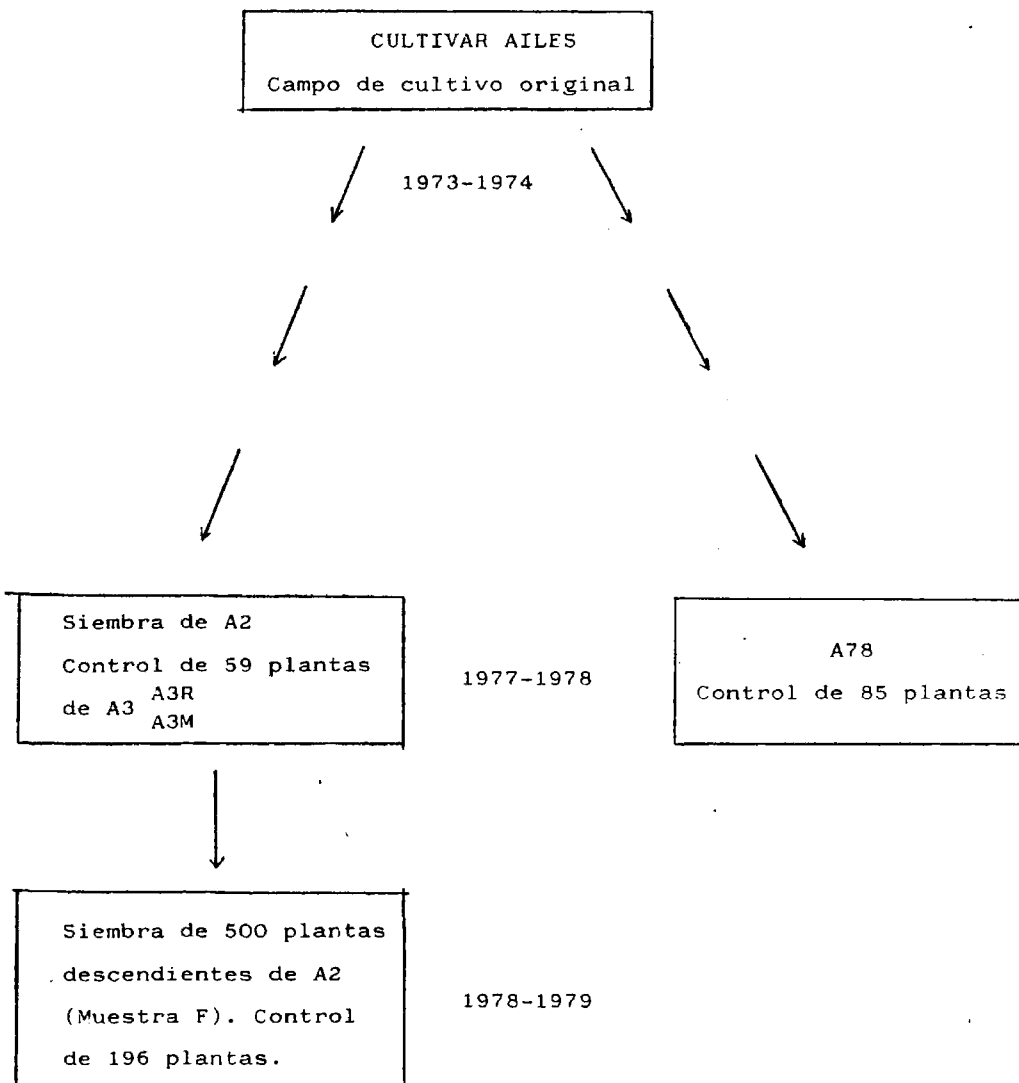 CULTIVAR AILES
Campo de cultivo original
1973-1974
Siembra de A2
Control de 59 plantas
de A3 A3R
A3M
1977-1978
A78
Control de 85 plantas
Siembra de 500 plantas
descendientes de A2
(Muestra F). Control
de 196 plantas.
1978-1979